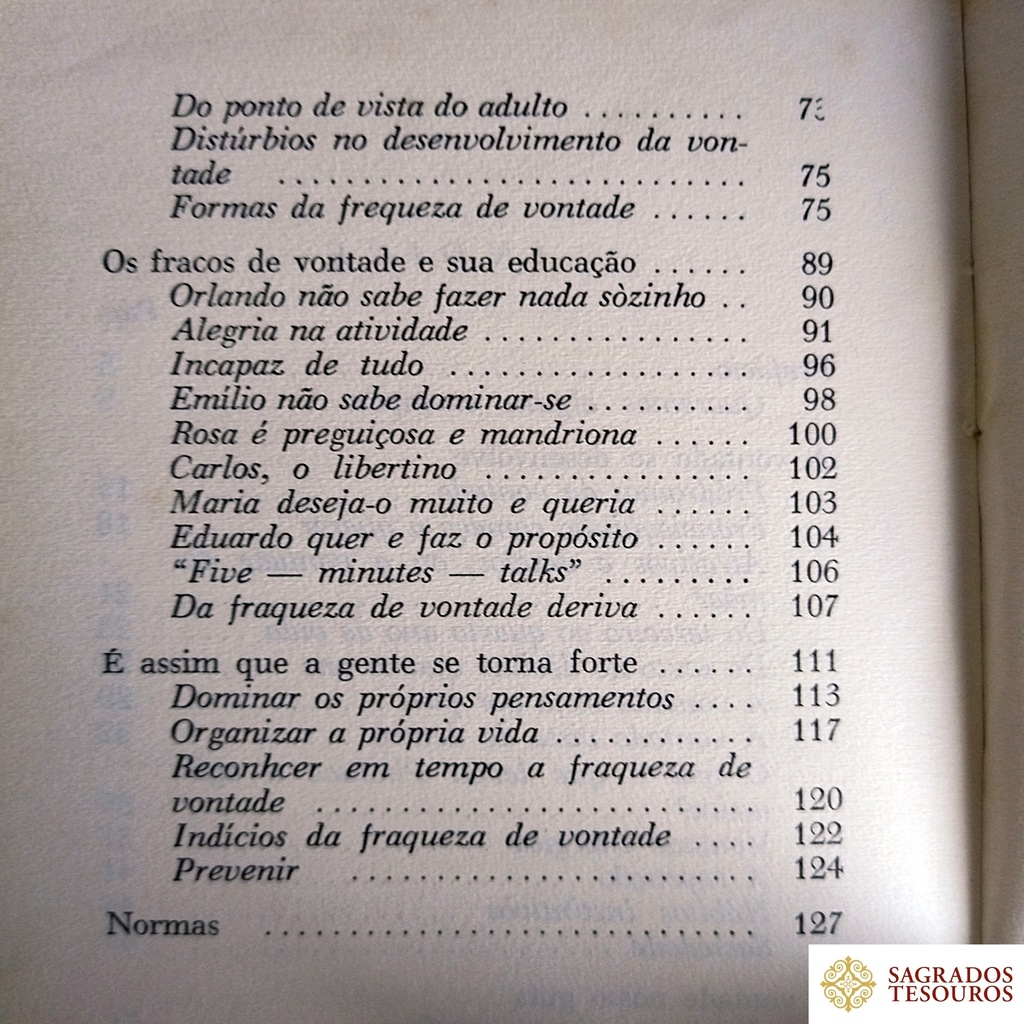 Do ponto de vista do adulto .......... 73
Distúrbios no desenvolvimento da von-
tade ............................ 75
Formas da frequeza de vontade ...... 75
Os fracos de vontade e sua educação ...... 89
Orlando não sabe fazer nada sòzinho .. 90
Alegria na atividade ................ 91
Incapaz de tudo .................. 96
Emílio não sabe dominar-se .......... 98
Rosa é preguiçosa e mandriona ...... 100
Carlos, o libertino ................ 102
Maria deseja-o muito e queria ...... 103
Eduardo quer e faz o propósito ...... 104
“Five — minutes — talks” ......... 106
Da fraqueza de vontade deriva ...... 107
É assim que a gente se torna forte ...... 111
Dominar os próprios pensamentos .... 113
Organizar a própria vida ............ 117
Reconhcer em tempo a fraqueza de
vontade .......................... 120
Indícios da fraqueza de vontade .... 122
Prevenir ........................ 124
Normas ............................. 127
SAGRADOS
TESOUROS